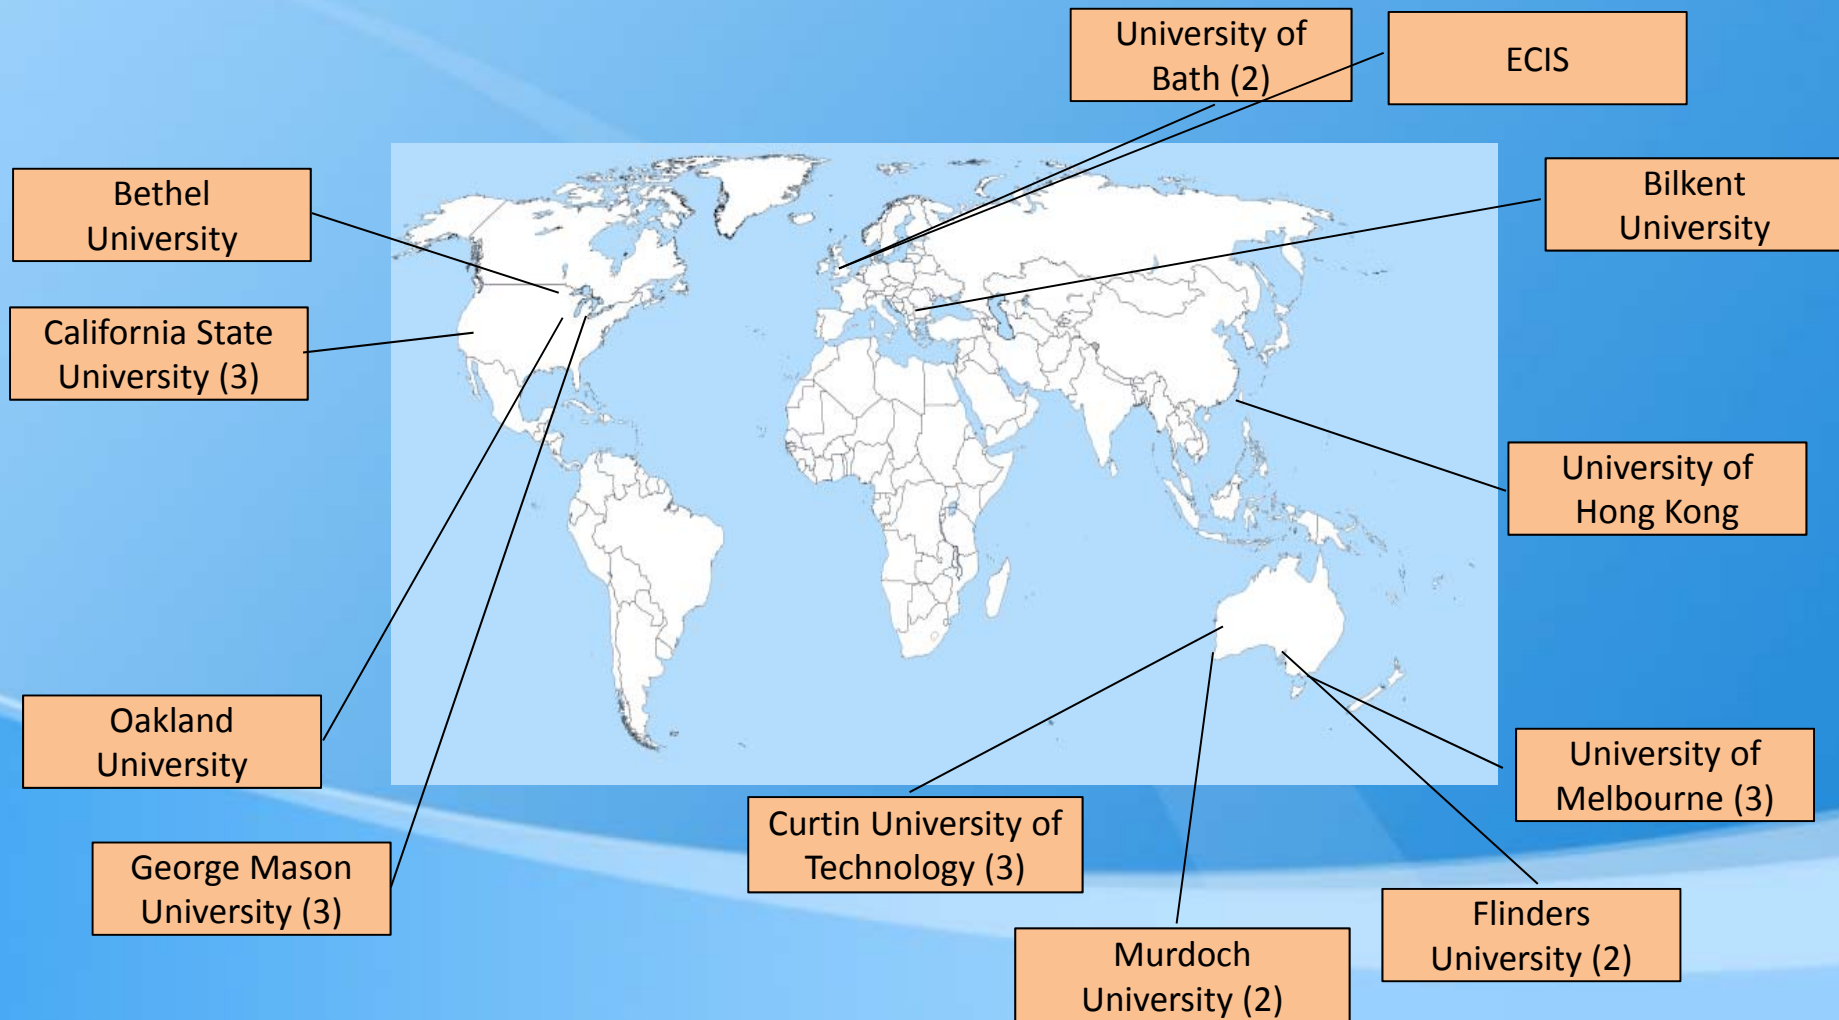 University of
Bath (2)
ECIS
Bethel
University
Bilkent
University
California State
University (3)
University of
Hong Kong
Oakland
University
University of
Melbourne (3)
Curtin University of
Technology (3)
George Mason
University (3)
Flinders
University (2)
Murdoch
University (2)